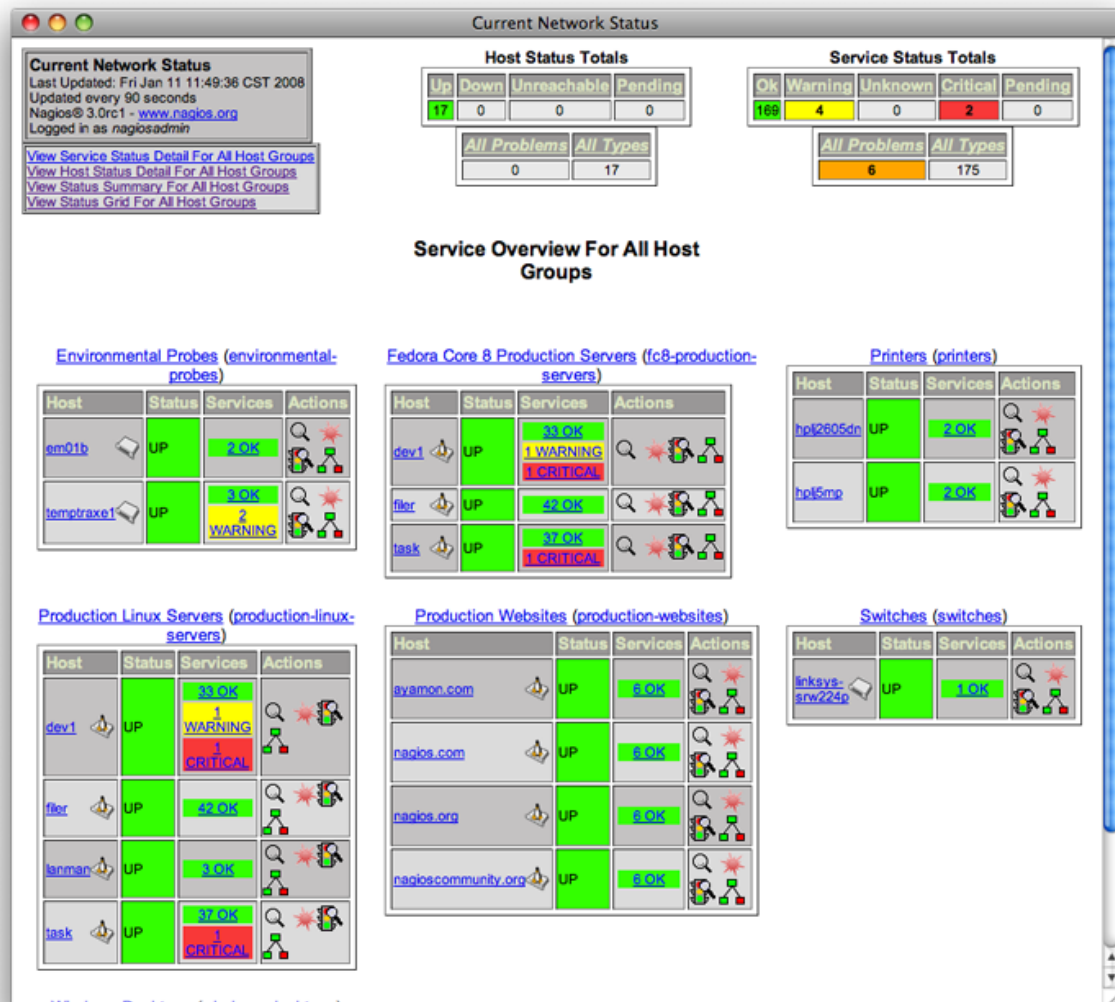 Current Network Status
Current Network Status
Last Updated: Fri Jan 11 11:49:36 CST 2008
Updated every 90 seconds
Nagios® 3.0rc1 - www.nagios.org
Logged in as nagiosadmin
View Service Status Detail For All Host Groups
View Host Status Detail For All Host Groups
View Status Summary For All Host Groups
View Status Grid For All Host Groups
Host Status Totals
Up Down Unreachable Pending
17 0 0 0
All Problems All Types
0 17
Service Status Totals
Ok Warning Unknown Critical Pending
169 4 0 2 0
All Problems All Types
6 175
Service Overview For All Host
Groups
Environmental Probes (environmental-
probes)
Host Status Services Actions
em01b UP 2 OK
temptraxe1 UP 3 OK
2
WARNING
Fedora Core 8 Production Servers (fc8-production-
servers)
Host Status Services Actions
33 OK
dev1 UP 1 WARNING
1 CRITICAL
filer UP 42 OK
task UP 37 OK
1 CRITICAL
Printers (printers)
Host Status Services Actions
hplj2605dn UP 2 OK
hplj5mp UP 2 OK
Production Linux Servers (production-linux-
servers)
Host Status Services Actions
33 OK
dev1 UP 1
WARNING
1
CRITICAL
filer UP 42 OK
lanman UP 3 OK
task UP 37 OK
1
CRITICAL
Production Websites (production-websites)
Host Status Services Actions
ayamon.com UP 6 OK
nagios.com UP 6 OK
nagios.org UP 6 OK
nagioscommunity.org UP 6 OK
Switches (switches)
Host Status Services Actions
linksys-
srw224p UP 1 OK